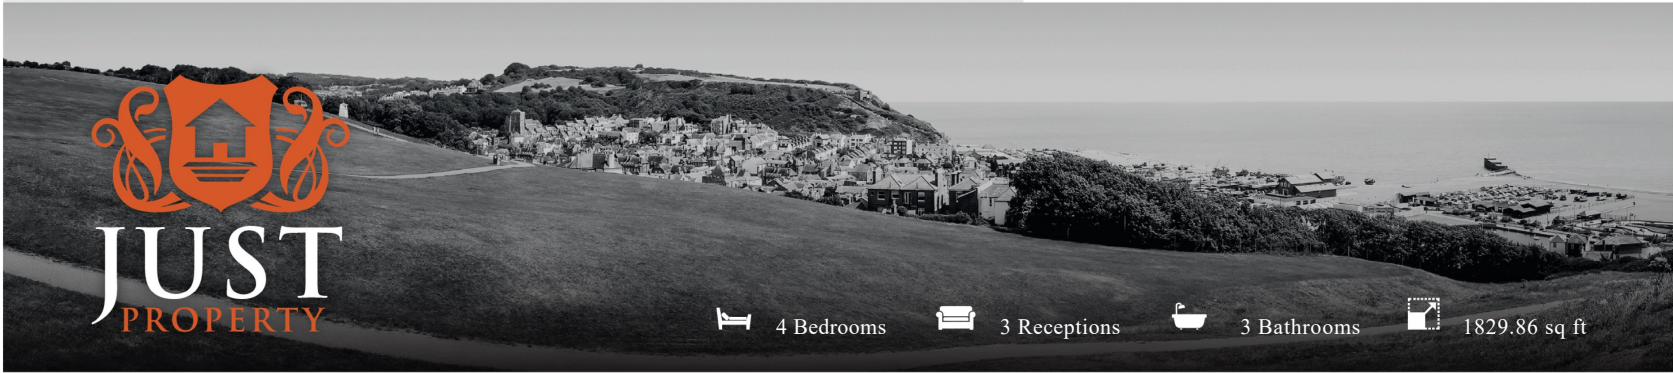 JUST
PROPERTY
4 Bedrooms 3 Receptions 3 Bathrooms 1829.86 sq ft